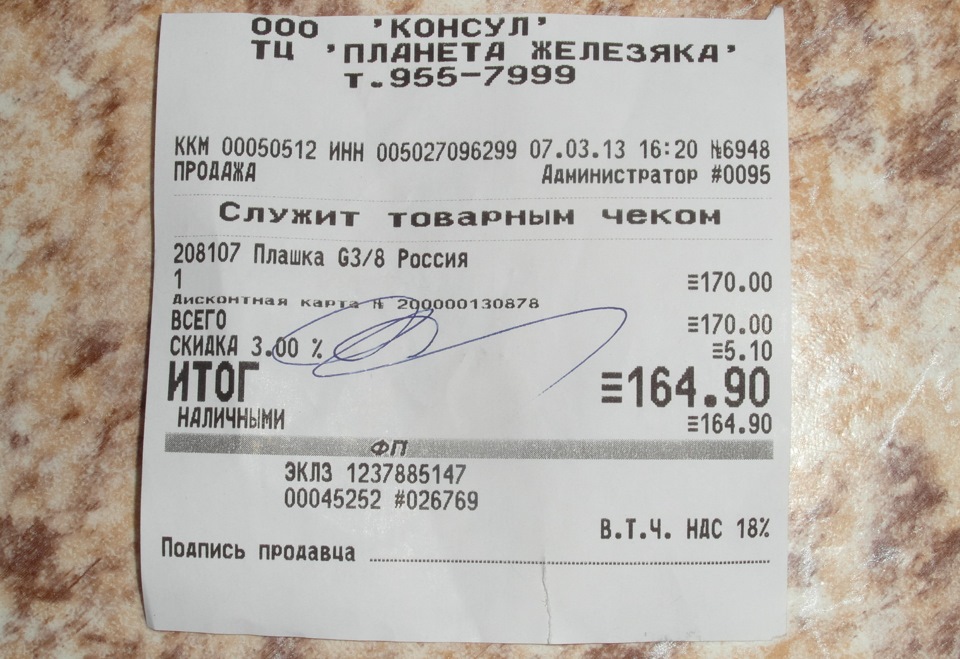 ООО 'КОНСУЛ'
ТЦ 'ПЛАНЕТА ЖЕЛЕЗЯКА'
т.955-7999
ККМ 00050512 ИНН 005027096299 07.03.13 16:20 №6948
ПРОДАЖА Администратор #0095
Служит товарным чеком
208107 Плашка G3/8 Россия
1 ≡170.00
Дисконтная карта № 200000130878
ВСЕГО ≡170.00
СКИДКА 3.00 % ≡5.10
ИТОГ ≡164.90
НАЛИЧНЫМИ ≡164.90
ФП
ЭКЛЗ 1237885147
00045252 #026769
В.Т.Ч. НДС 18%
Подпись продавца